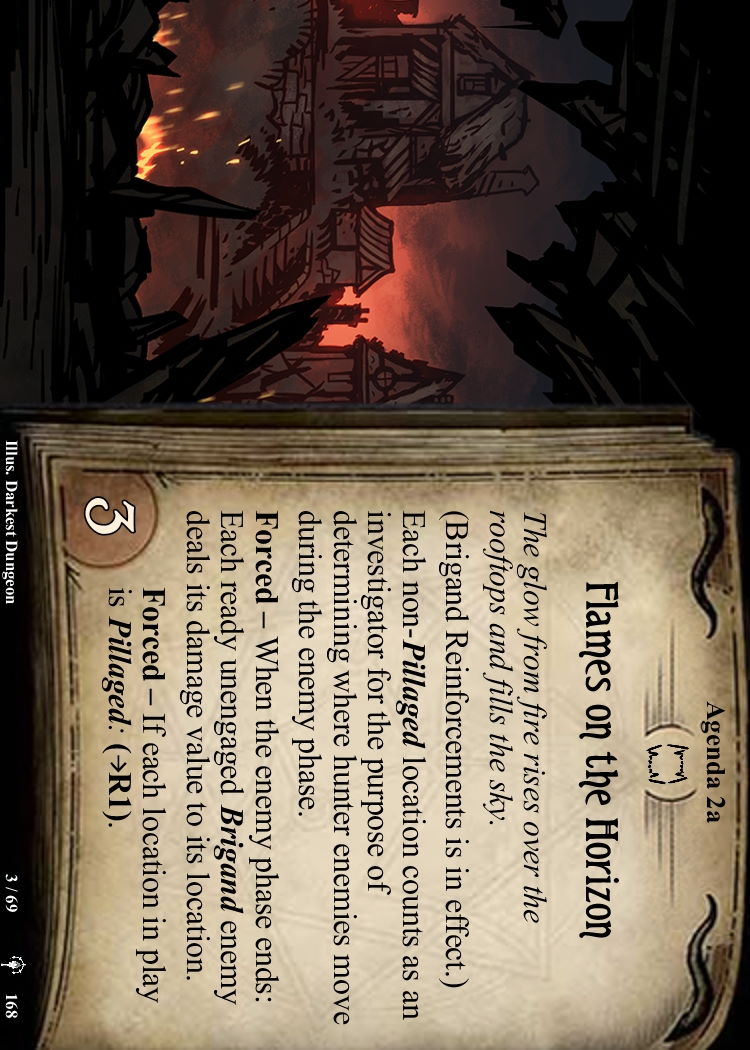 Agenda 2a
Flames on the Horizon
The glow from fire rises over the
rooftops and fills the sky.
(Brigand Reinforcements is in effect.)
Each non-Pillaged location counts as an
investigator for the purpose of
determining where hunter enemies move
during the enemy phase.
Forced – When the enemy phase ends:
Each ready unengaged Brigand enemy
deals its damage value to its location.
Forced – If each location in play
is Pillaged: (→R1).
3
Illus. Darkest Dungeon
3 / 69
168